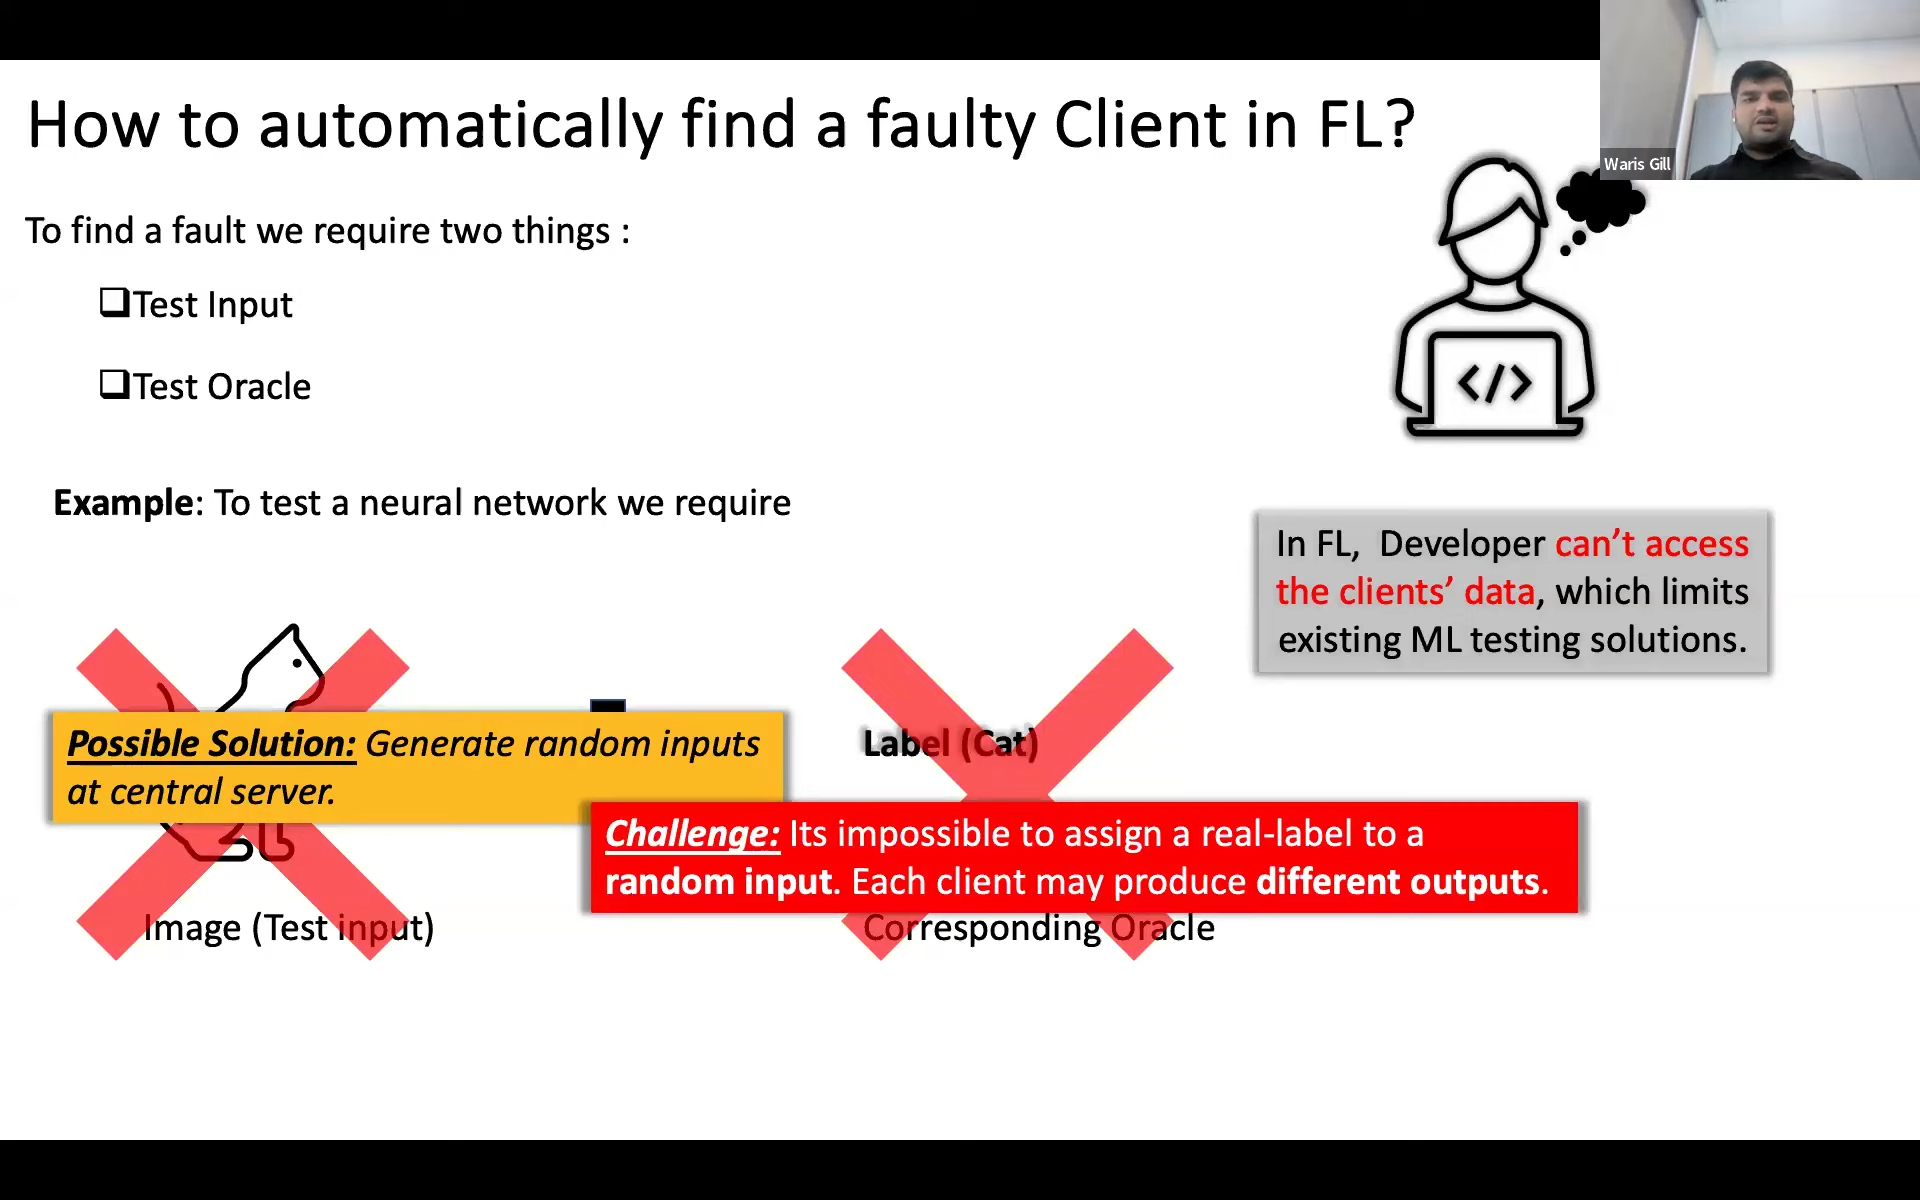 How to automatically find a faulty Client in FL?
Waris Gill
To find a fault we require two things :
Test Input
Test Oracle
</>
Example: To test a neural network we require
In FL, Developer can't access
the clients' data, which limits
existing ML testing solutions.
Possible Solution: Generate random inputs
at central server.
Label (Cat)
Challenge: Its impossible to assign a real-label to a
random input. Each client may produce different outputs.
Image (Test input)
Corresponding Oracle